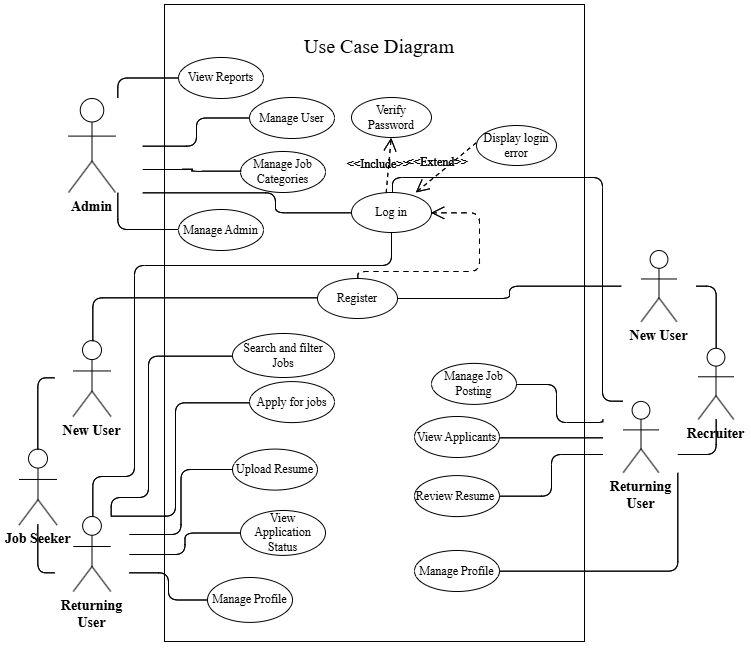 Use Case Diagram
View Reports
Manage User
Verify
Password
Display login
error
<<Include>>
<<Extend>>
Manage Job
Categories
Admin
Log in
Manage Admin
Register
New User
Search and filter
Jobs
Manage Job
Posting
Apply for jobs
New User
View Applicants
Recruiter
Upload Resume
Review Resume
Returning
User
Job Seeker
View
Application
Status
Manage Profile
Manage Profile
Returning
User